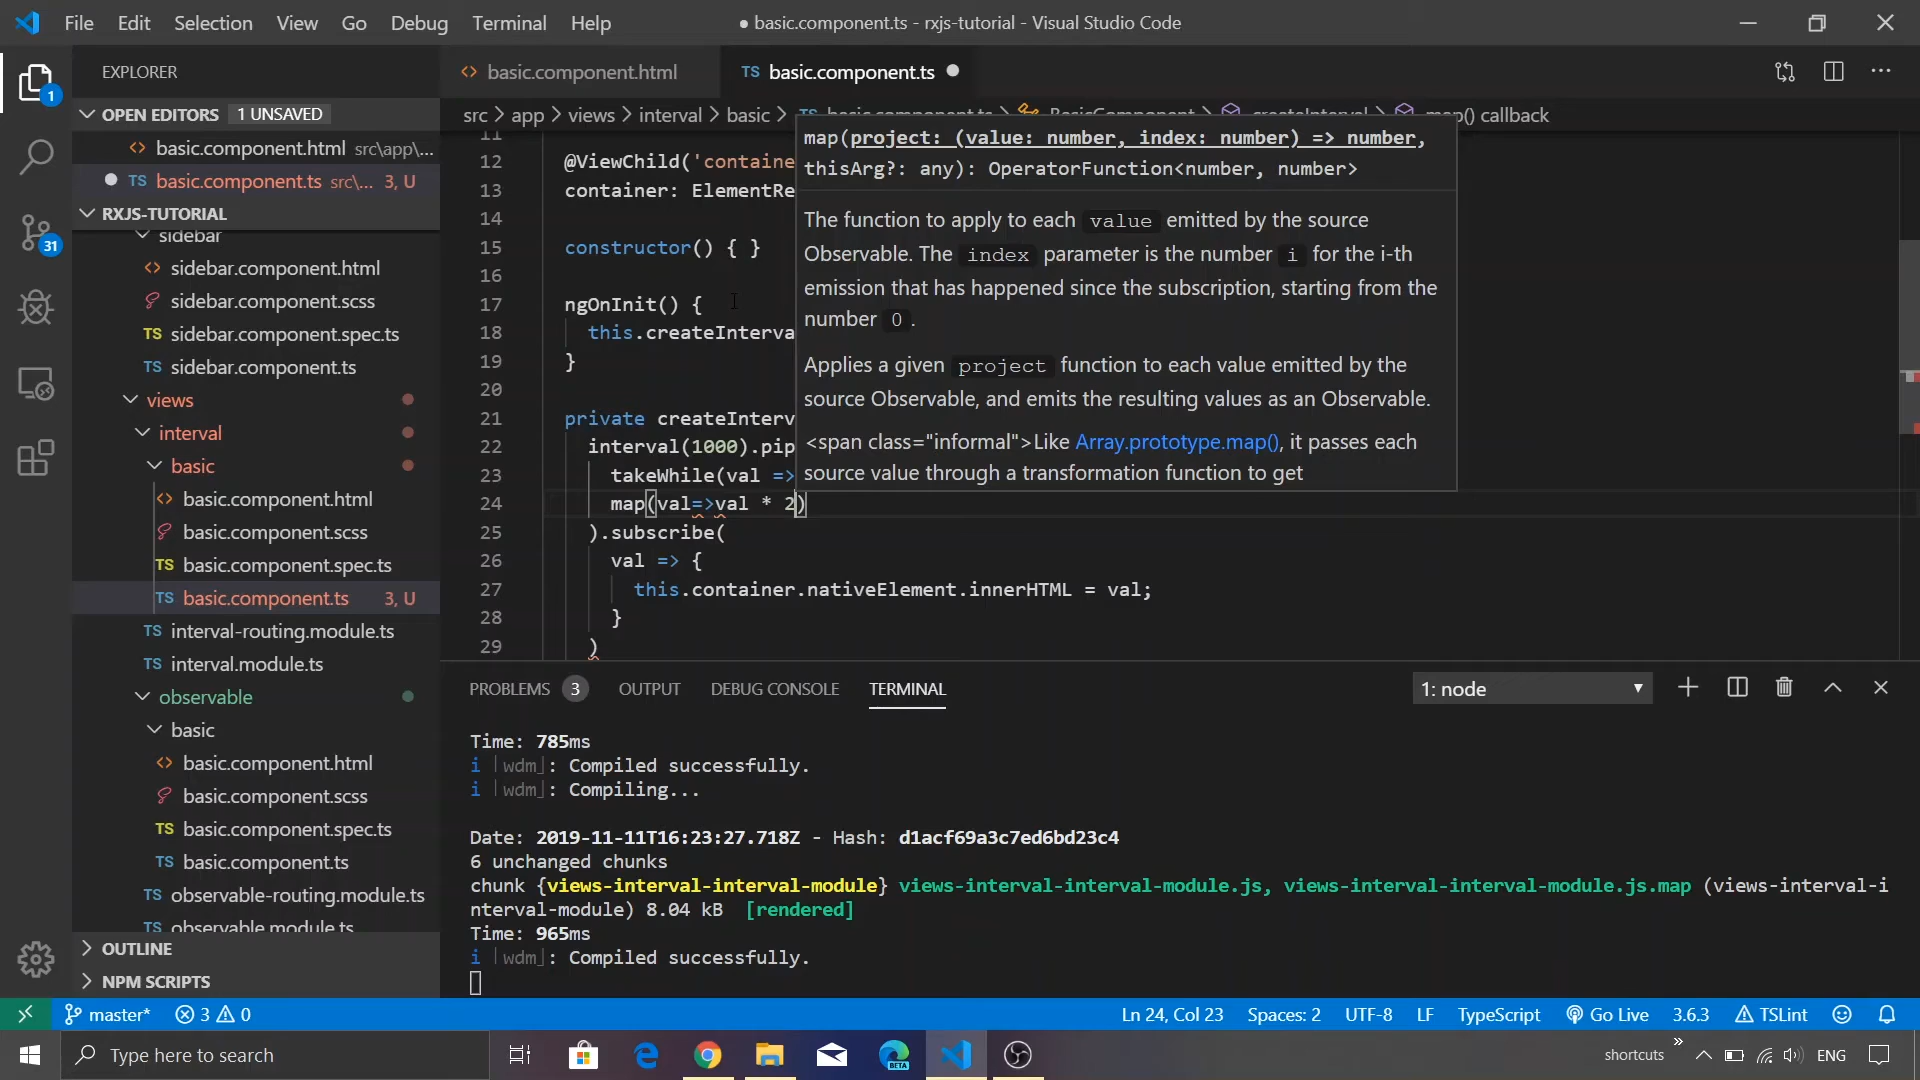 File Edit Selection View Go Debug Terminal Help
● basic.component.ts - rxjs-tutorial - Visual Studio Code
EXPLORER
<> basic.component.html
TS basic.component.ts
1
OPEN EDITORS 1 UNSAVED
src > app > views > interval > basic >
callback
<> basic.component.html src\app\...
TS basic.component.ts src\... 3, U
RXJS-TUTORIAL
sidebar
31
<> sidebar.component.html
sidebar.component.scss
TS sidebar.component.spec.ts
TS sidebar.component.ts
views
interval
basic
<> basic.component.html
basic.component.scss
TS basic.component.spec.ts
TS basic.component.ts 3, U
TS interval-routing.module.ts
TS interval.module.ts
observable
basic
<> basic.component.html
basic.component.scss
TS basic.component.spec.ts
TS basic.component.ts
TS observable-routing.module.ts
TS observable.module.ts
OUTLINE
NPM SCRIPTS
11
12 @ViewChild('containe
13 container: ElementRe
14
15 constructor() { }
16
17 ngOnInit() {
18 this.createInterva
19 }
20
21 private createInterv
22 interval(1000).pip
23 takeWhile(val =>
24 map(val=>val * 2)
25 ).subscribe(
26 val => {
27 this.container.nativeElement.innerHTML = val;
28 }
29 )
map(project: (value: number, index: number) => number,
thisArg?: any): OperatorFunction<number, number>
The function to apply to each value emitted by the source
Observable. The index parameter is the number i for the i-th
emission that has happened since the subscription, starting from the
number 0 .
Applies a given project function to each value emitted by the
source Observable, and emits the resulting values as an Observable.
<span class="informal">Like Array.prototype.map(), it passes each
source value through a transformation function to get
PROBLEMS 3 OUTPUT DEBUG CONSOLE TERMINAL
1: node
Time: 785ms
i ｢wdm｣: Compiled successfully.
i ｢wdm｣: Compiling...
Date: 2019-11-11T16:23:27.718Z - Hash: d1acf69a3c7ed6bd23c4
6 unchanged chunks
chunk {views-interval-interval-module} views-interval-interval-module.js, views-interval-interval-module.js.map (views-interval-i
nterval-module) 8.04 kB [rendered]
Time: 965ms
i ｢wdm｣: Compiled successfully.
master* 3 0
Ln 24, Col 23 Spaces: 2 UTF-8 LF TypeScript Go Live 3.6.3 TSLint
Type here to search
BETA
shortcuts » ENG